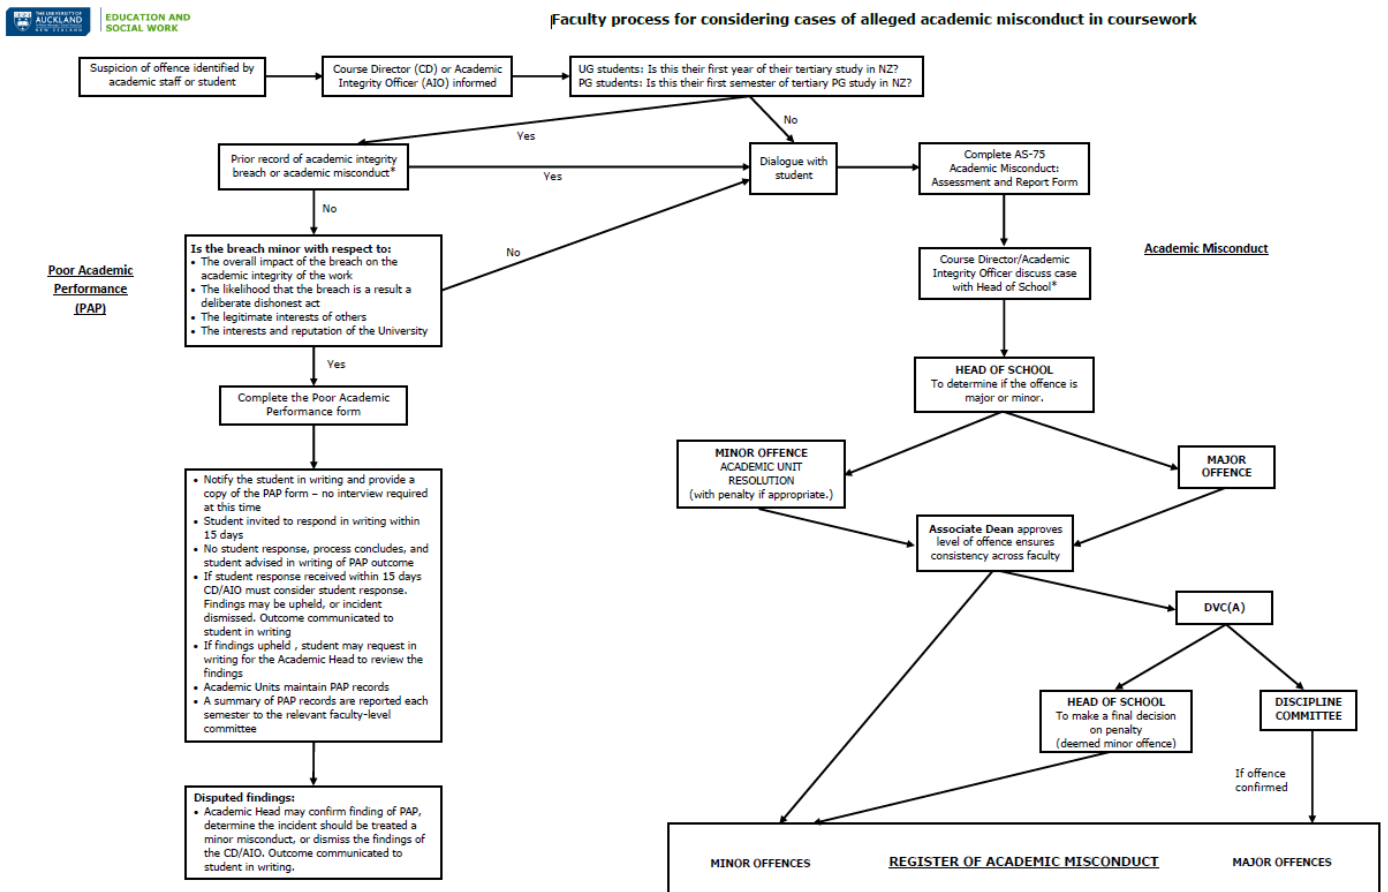 THE UNIVERSITY OF
AUCKLAND
NEW ZEALAND
EDUCATION AND
SOCIAL WORK
Faculty process for considering cases of alleged academic misconduct in coursework
Suspicion of offence identified by
academic staff or student
Course Director (CD) or Academic
Integrity Officer (AIO) informed
UG students: Is this their first year of their tertiary study in NZ?
PG students: Is this their first semester of tertiary PG study in NZ?
Yes
No
Prior record of academic integrity
breach or academic misconduct*
Yes
Dialogue with
student
Complete AS-75
Academic Misconduct:
Assessment and Report Form
No
Is the breach minor with respect to:
• The overall impact of the breach on the
academic integrity of the work
• The likelihood that the breach is a result a
deliberate dishonest act
• The legitimate interests of others
• The interests and reputation of the University
No
Poor Academic
Performance
(PAP)
Course Director/Academic
Integrity Officer discuss case
with Head of School*
Academic Misconduct
Yes
Complete the Poor Academic
Performance form
HEAD OF SCHOOL
To determine if the offence is
major or minor.
MINOR OFFENCE
ACADEMIC UNIT
RESOLUTION
(with penalty if appropriate.)
MAJOR
OFFENCE
• Notify the student in writing and provide a
copy of the PAP form – no interview required
at this time
• Student invited to respond in writing within
15 days
• No student response, process concludes, and
student advised in writing of PAP outcome
• If student response received within 15 days
CD/AIO must consider student response.
Findings may be upheld, or incident
dismissed. Outcome communicated to
student in writing
• If findings upheld , student may request in
writing for the Academic Head to review the
findings
• Academic Units maintain PAP records
• A summary of PAP records are reported each
semester to the relevant faculty-level
committee
Associate Dean approves
level of offence ensures
consistency across faculty
DVC(A)
HEAD OF SCHOOL
To make a final decision
on penalty
(deemed minor offence)
DISCIPLINE
COMMITTEE
If offence
confirmed
Disputed findings:
• Academic Head may confirm finding of PAP,
determine the incident should be treated a
minor misconduct, or dismiss the findings of
the CD/AIO. Outcome communicated to
student in writing.
MINOR OFFENCES
REGISTER OF ACADEMIC MISCONDUCT
MAJOR OFFENCES